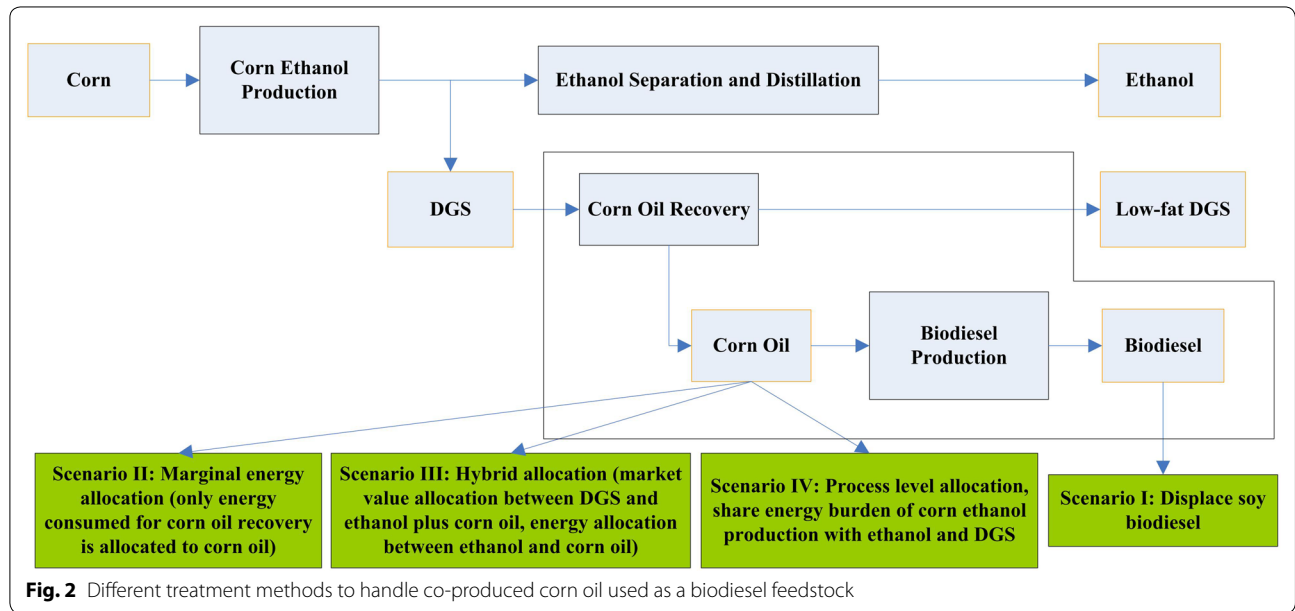 Corn
Corn Ethanol
Production
Ethanol Separation and Distillation
Ethanol
DGS
Corn Oil Recovery
Low-fat DGS
Corn Oil
Biodiesel
Production
Biodiesel
Scenario II: Marginal energy
allocation (only energy
consumed for corn oil recovery
is allocated to corn oil)
Scenario III: Hybrid allocation (market
value allocation between DGS and
ethanol plus corn oil, energy allocation
between ethanol and corn oil)
Scenario IV: Process level allocation,
share energy burden of corn ethanol
production with ethanol and DGS
Scenario I: Displace soy
biodiesel
Fig. 2 Different treatment methods to handle co-produced corn oil used as a biodiesel feedstock